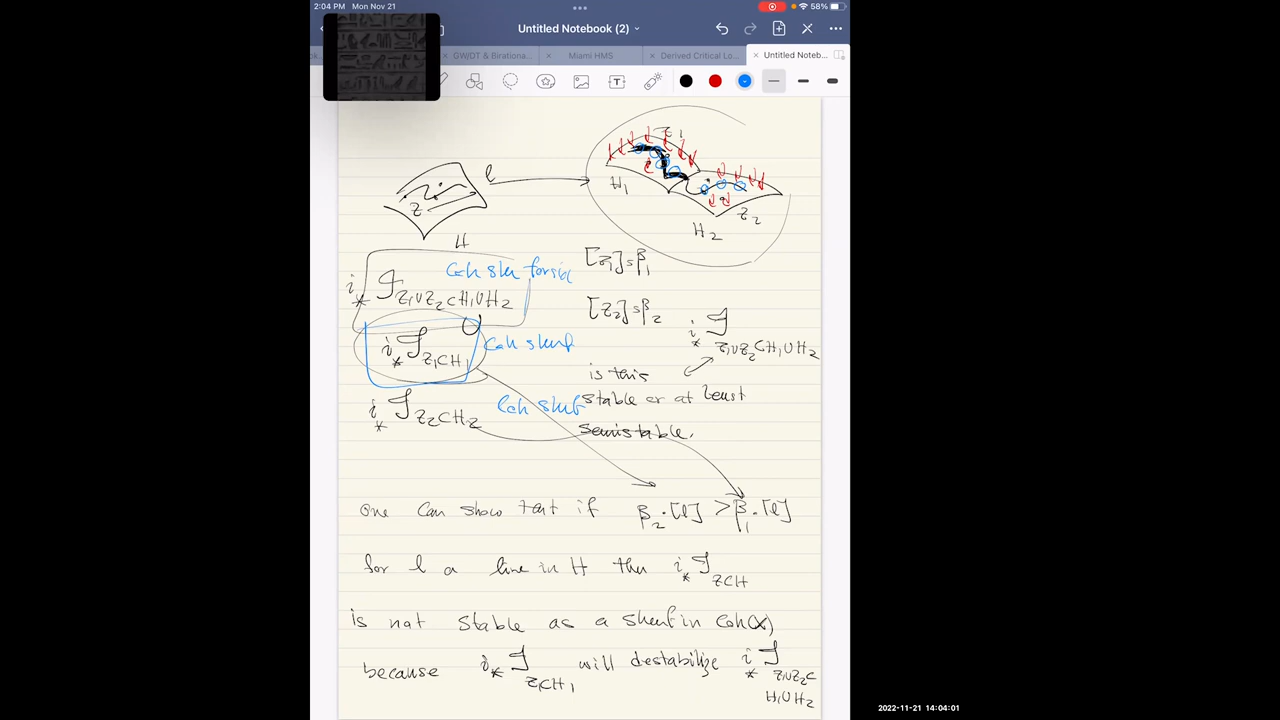 2:04 PM Mon Nov 21
58%
Untitled Notebook (2)
GW/DT & Birationa...
Miami HMS
Derived Critical Lo...
Untitled Noteb...
Z
H
l
Z1
H1
Z2
H2
i* I Z1∪Z2⊂H1∪H2
[Z1]=β1
[Z2]=β2
i* I Z1⊂H1
Coh sheaf
i* I Z1∪Z2⊂H1∪H2
i* I Z2⊂H2
Coh sheaf
is this
stable or at least
semistable.
one can show that if β2·[l] > β1·[l]
for l a line in H then i* I Z⊂H
is not stable as a sheaf in Coh(X)
because i* I Z1⊂H1 will destabilize i* I Z1∪Z2⊂H1∪H2
2022-11-21 14:04:01